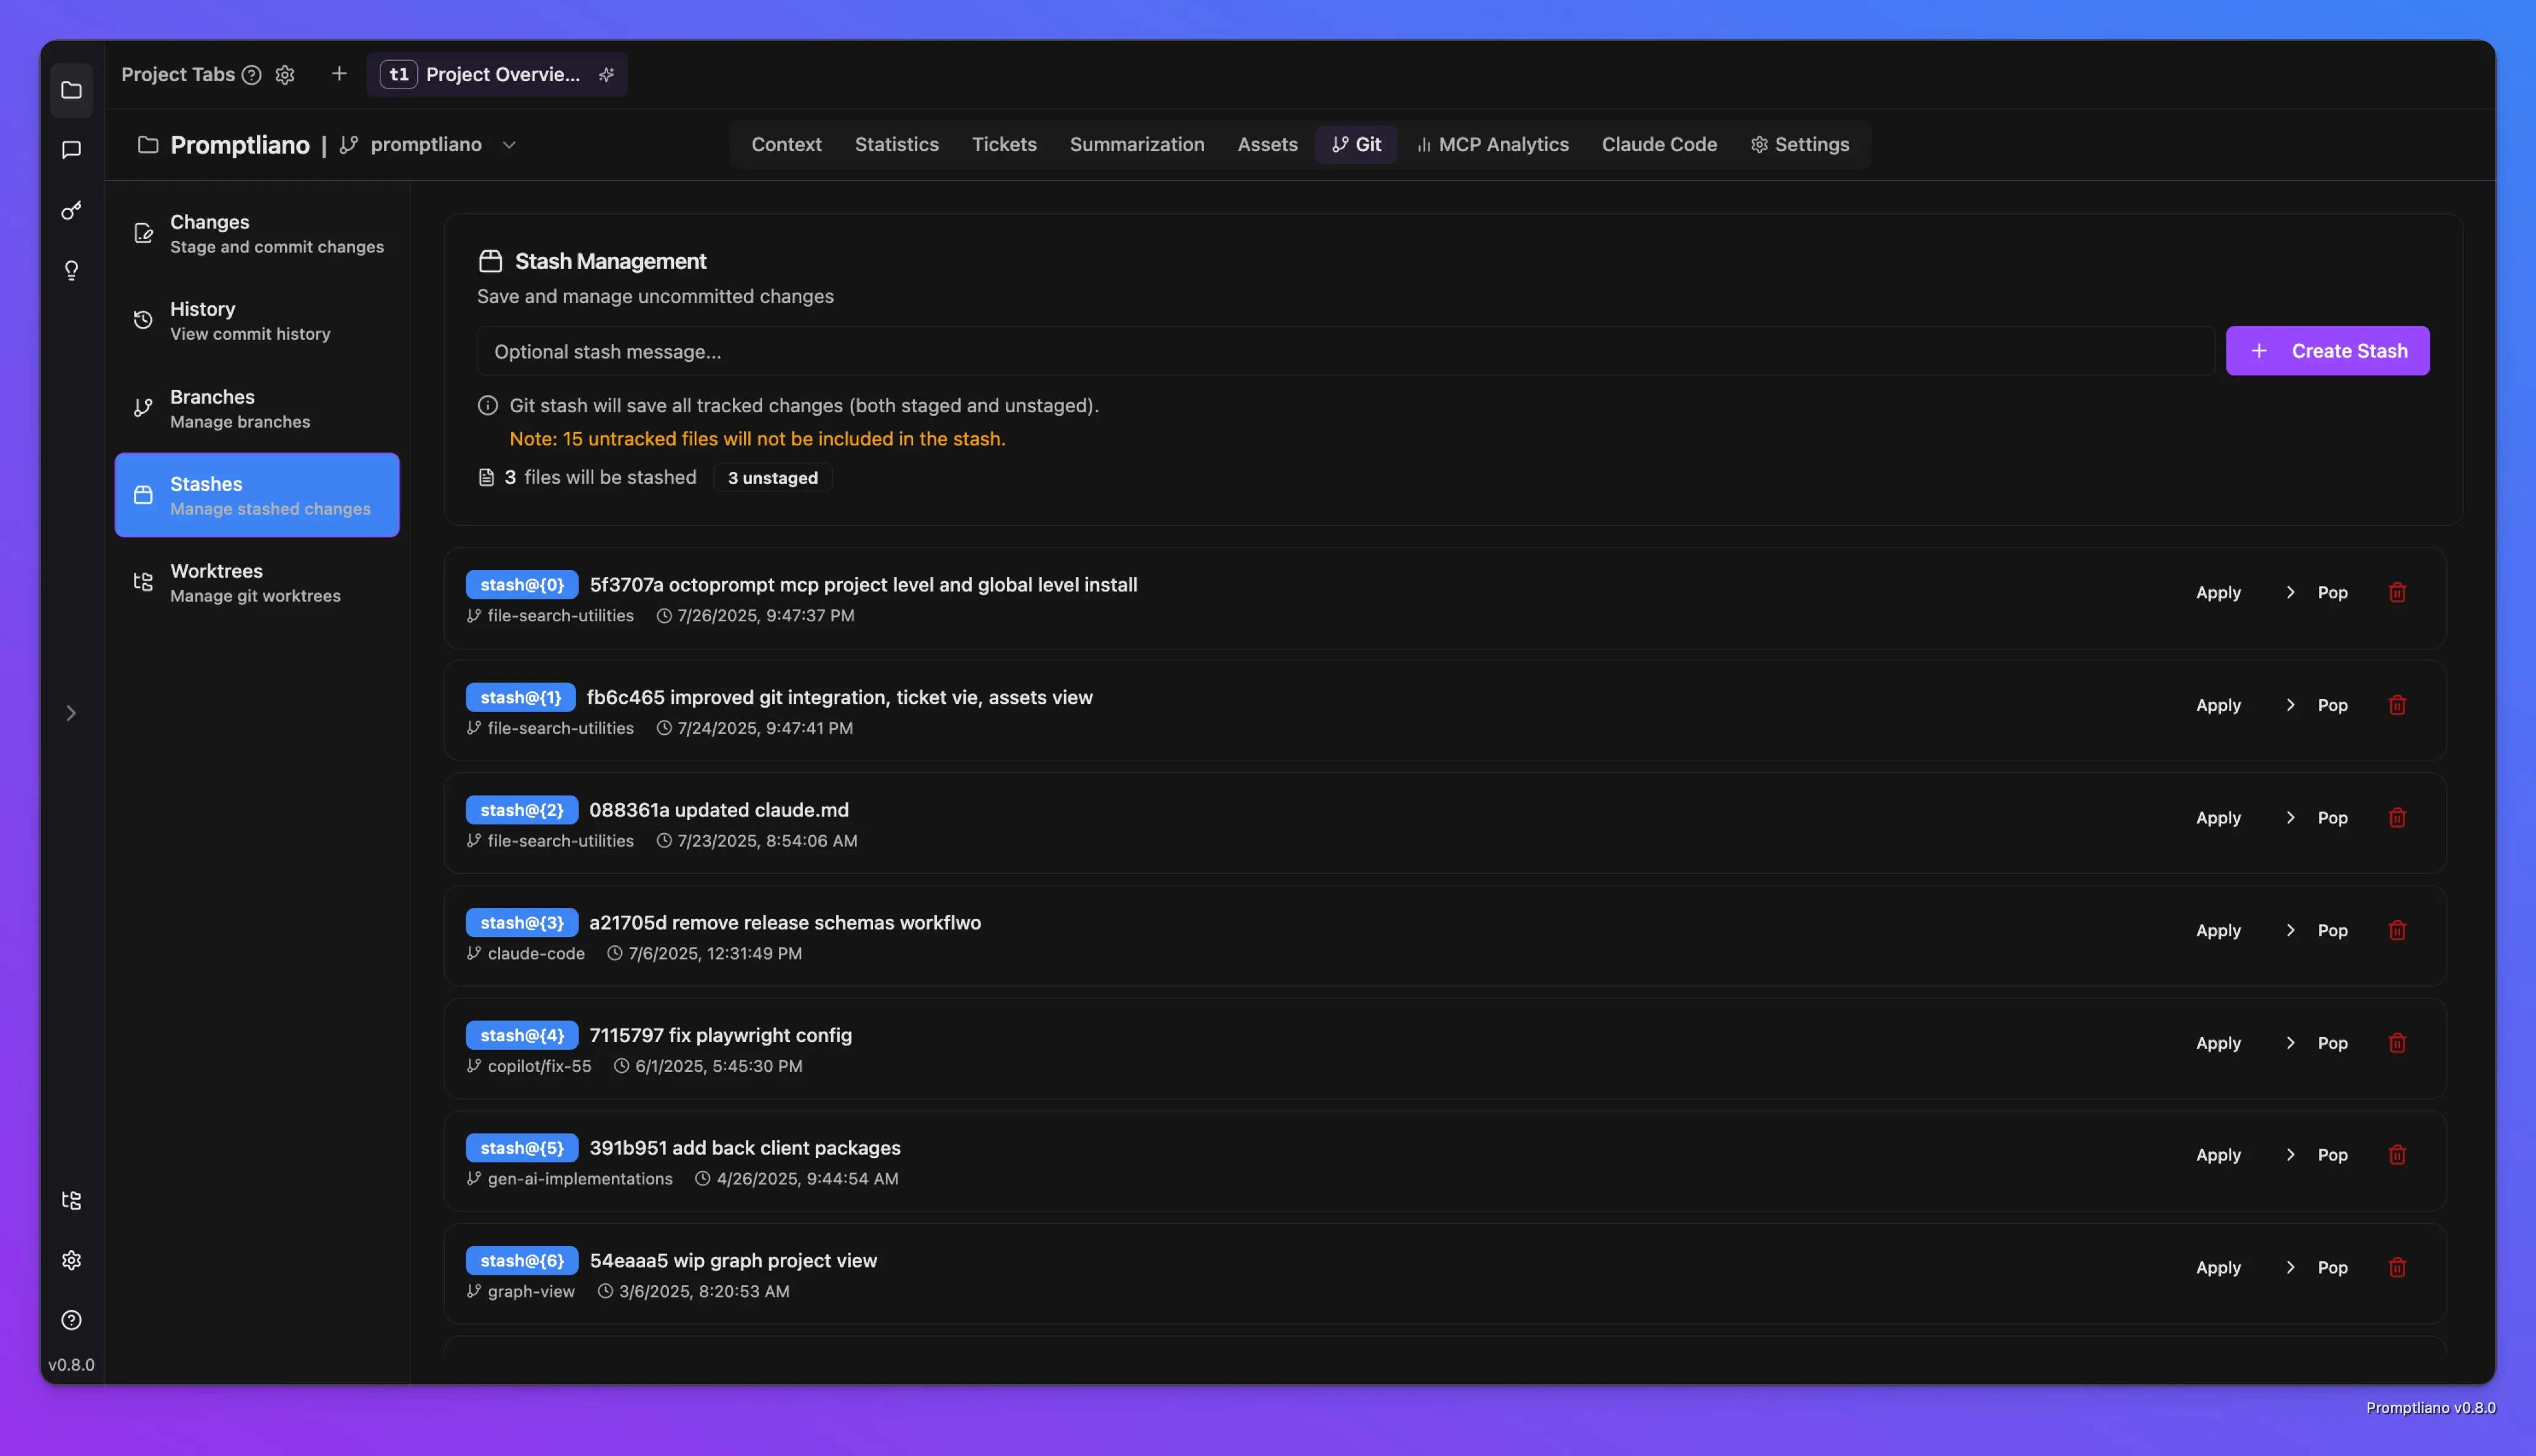 Project Tabs
t1 Project Overvie...
Promptliano | promptliano
Context Statistics Tickets Summarization Assets Git MCP Analytics Claude Code Settings
Changes
Stage and commit changes
History
View commit history
Branches
Manage branches
Stashes
Manage stashed changes
Worktrees
Manage git worktrees
v0.8.0
Stash Management
Save and manage uncommitted changes
Optional stash message...
+ Create Stash
Git stash will save all tracked changes (both staged and unstaged).
Note: 15 untracked files will not be included in the stash.
3 files will be stashed 3 unstaged
stash@{0} 5f3707a octoprompt mcp project level and global level install
file-search-utilities 7/26/2025, 9:47:37 PM
Apply > Pop
stash@{1} fb6c465 improved git integration, ticket vie, assets view
file-search-utilities 7/24/2025, 9:47:41 PM
Apply > Pop
stash@{2} 088361a updated claude.md
file-search-utilities 7/23/2025, 8:54:06 AM
Apply > Pop
stash@{3} a21705d remove release schemas workflwo
claude-code 7/6/2025, 12:31:49 PM
Apply > Pop
stash@{4} 7115797 fix playwright config
copilot/fix-55 6/1/2025, 5:45:30 PM
Apply > Pop
stash@{5} 391b951 add back client packages
gen-ai-implementations 4/26/2025, 9:44:54 AM
Apply > Pop
stash@{6} 54eaaa5 wip graph project view
graph-view 3/6/2025, 8:20:53 AM
Apply > Pop
Promptliano v0.8.0